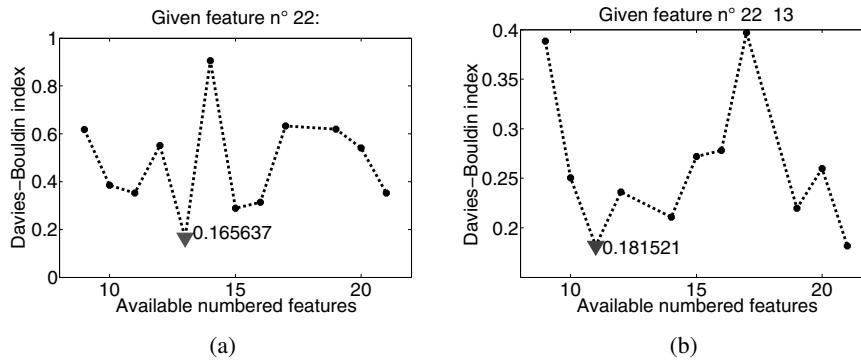 Given feature n° 22:
Davies−Bouldin index
1
0.8
0.6
0.4
0.2
0
0.165637
10
15
20
Available numbered features
(a)
Given feature n° 22 13
Davies−Bouldin index
0.4
0.35
0.3
0.25
0.2
0.181521
10
15
20
Available numbered features
(b)